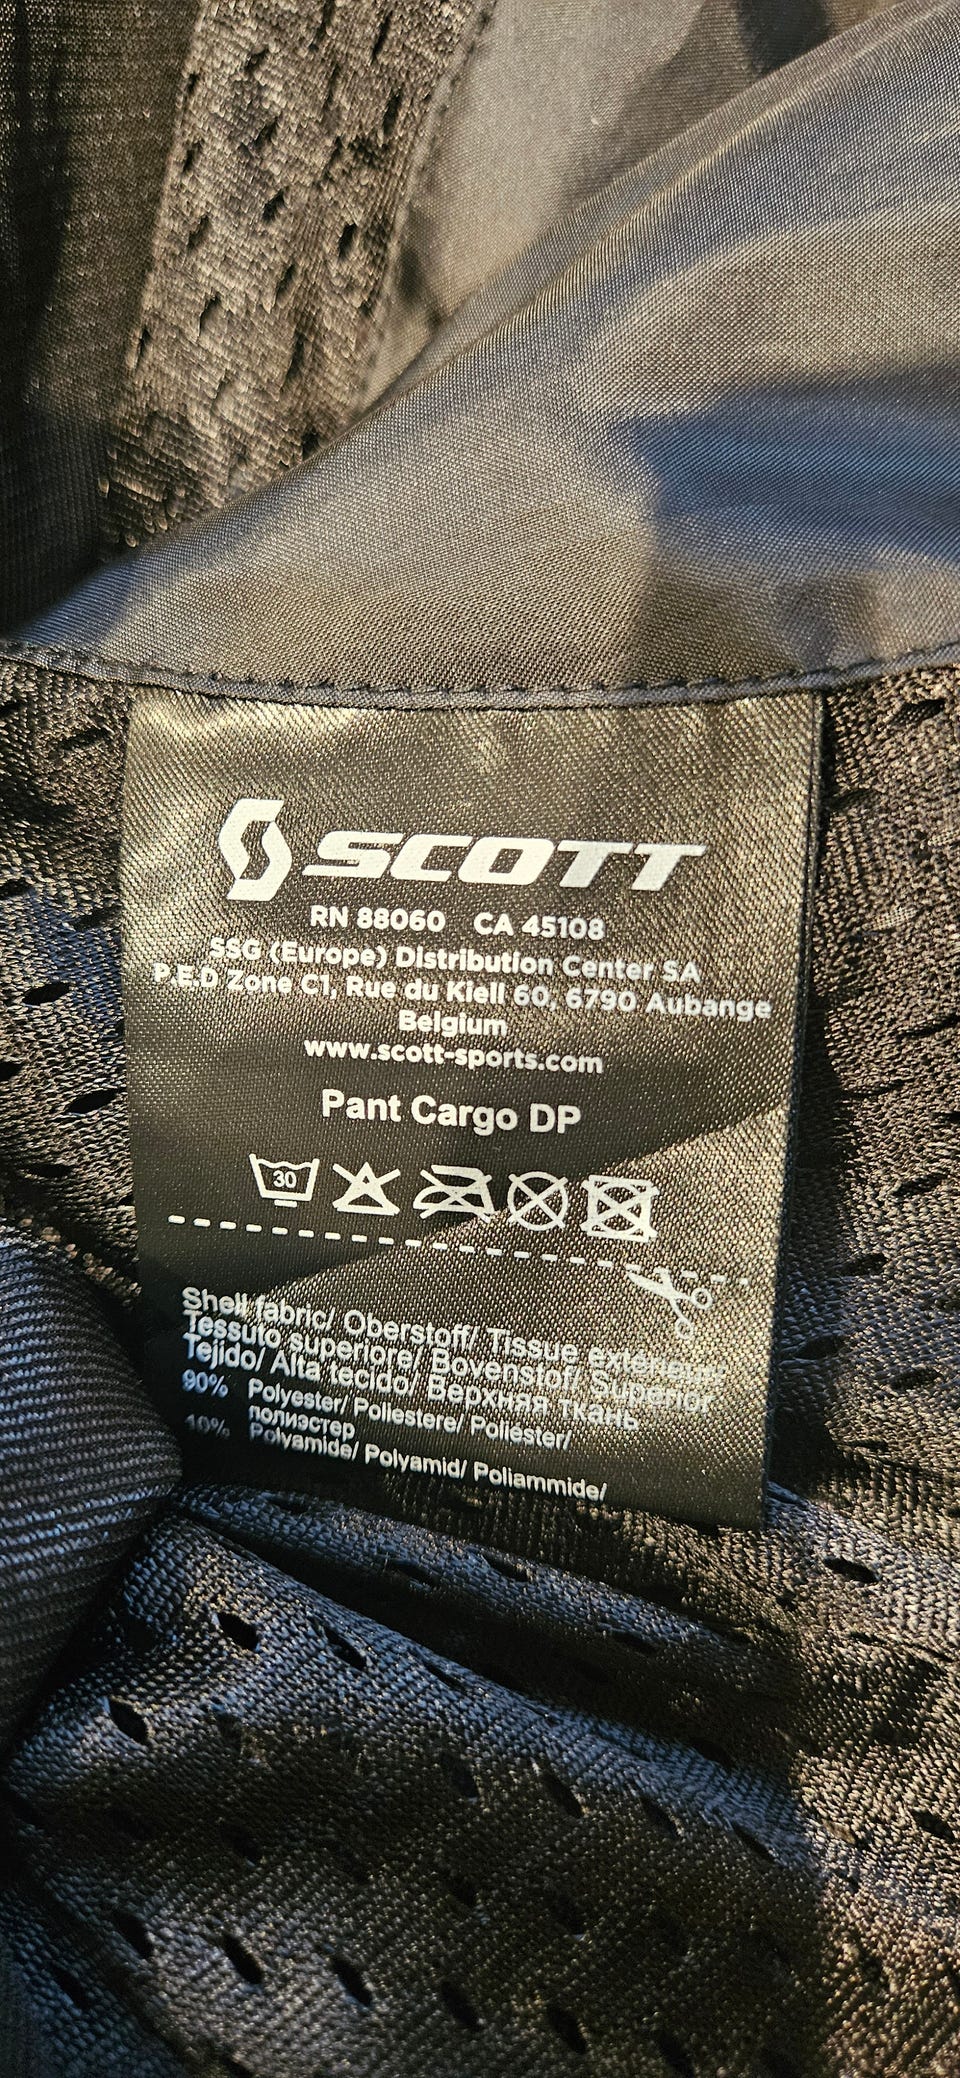 SCOTT
RN 88060 CA 45108
SSG (Europe) Distribution Center SA
P.E.D Zone C1, Rue du Kiell 60, 6790 Aubange
Belgium
www.scott-sports.com
Pant Cargo DP
30
Shell fabric/ Oberstoff/ Tissue extérieur/
Tessuto superiore/ Bovenstof/ Superior
Tejido/ Alta tecido/ Верхняя ткань
90% Polyester/ Poliestere/ Poliester/
полиэстер
10% Polyamide/ Polyamid/ Poliammide/